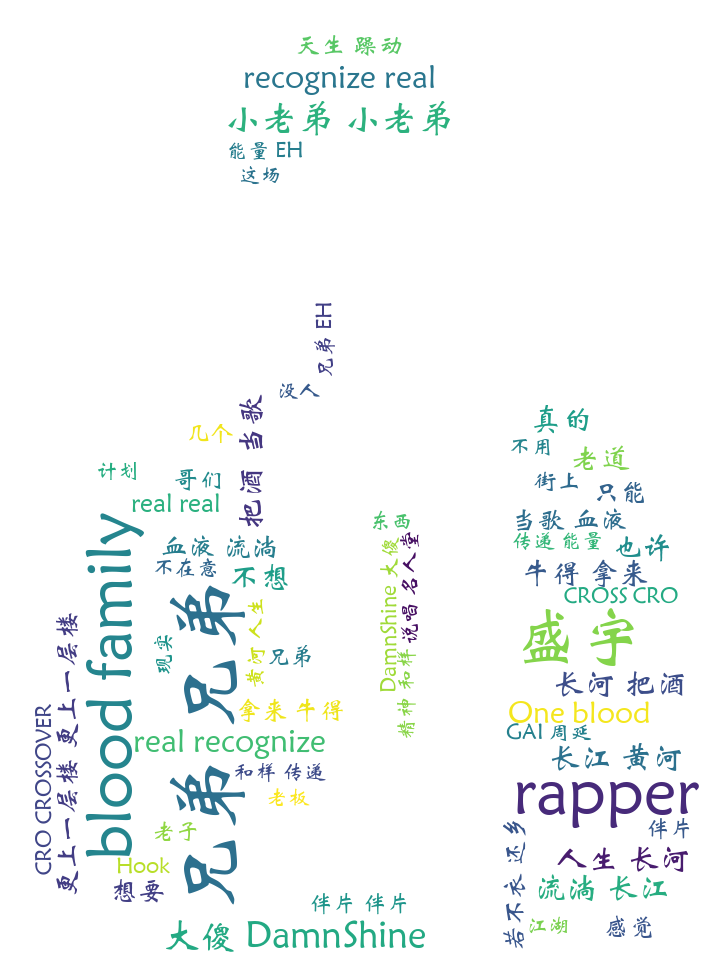 天生 躁动
recognize real
小老弟 小老弟
能量 EH
这场
兄弟 EH
没人
把酒 当歌
几个
计划
哥们
real real
blood family
血液 流淌
不在意
不想
兄弟 兄弟
人生
黄河
现实
兄弟
拿来 牛得
real recognize
和样 传递
老板
老子
Hook
想要
CRO CROSSOVER
更上一层楼 更上一层楼
伴片 伴片
大傻 DamnShine
东西
DamnShine 大傻
说唱 名人堂
精神 和样
真的
不用
老道
街上
只能
当歌 血液
传递 能量
也许
牛得 拿来
CROSS CRO
盛宇
长河 把酒
One blood
GAI 周延
长江 黄河
rapper
伴片
若不衣 还乡
人生 长河
流淌 长江
江湖
感觉